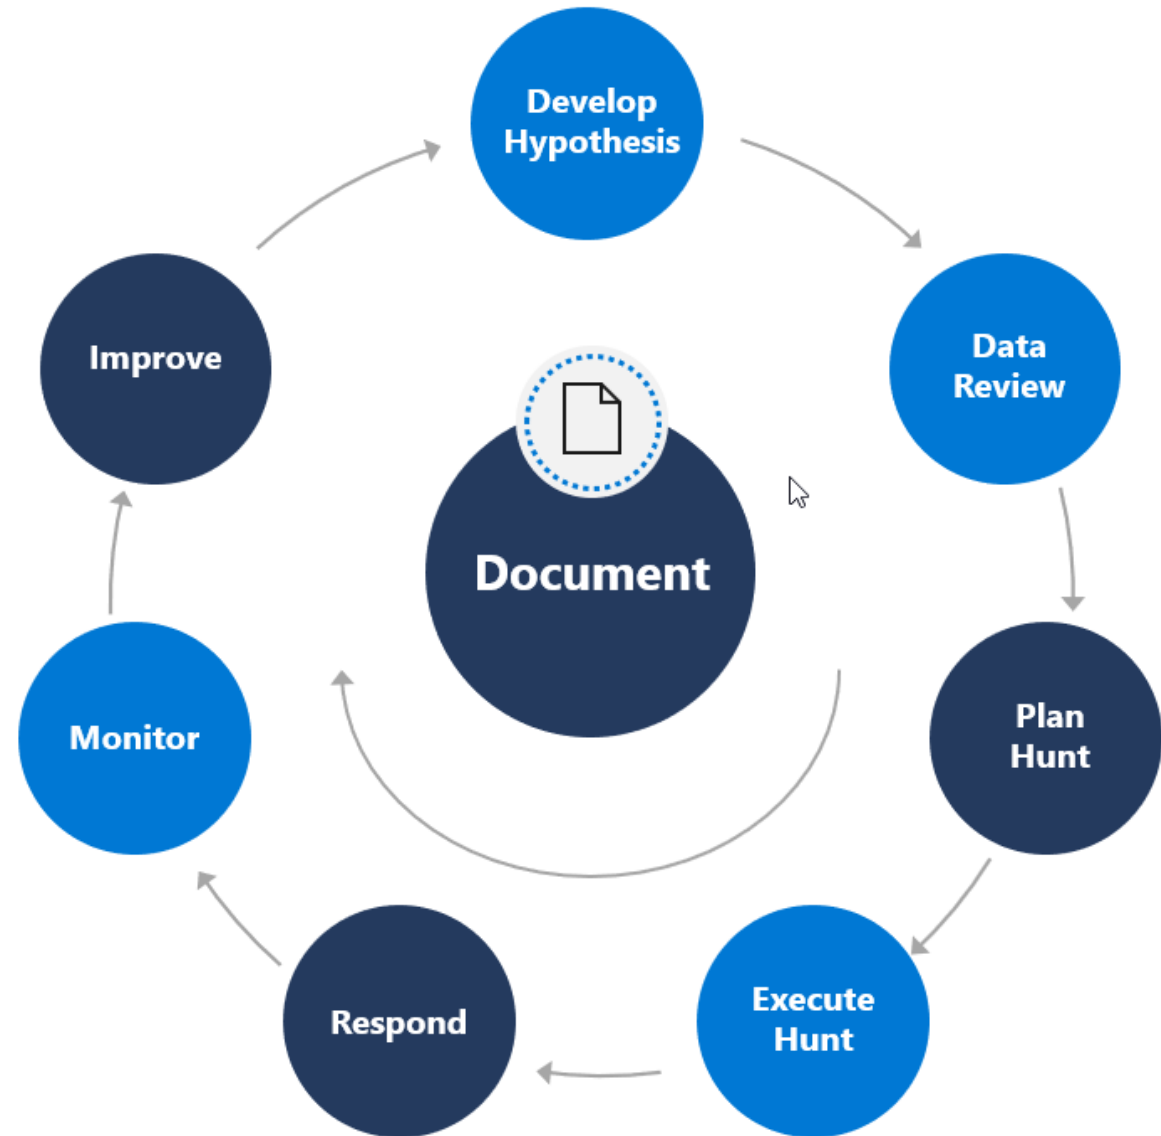 Develop
Hypothesis
Data
Review
Plan
Hunt
Execute
Hunt
Respond
Monitor
Improve
Document